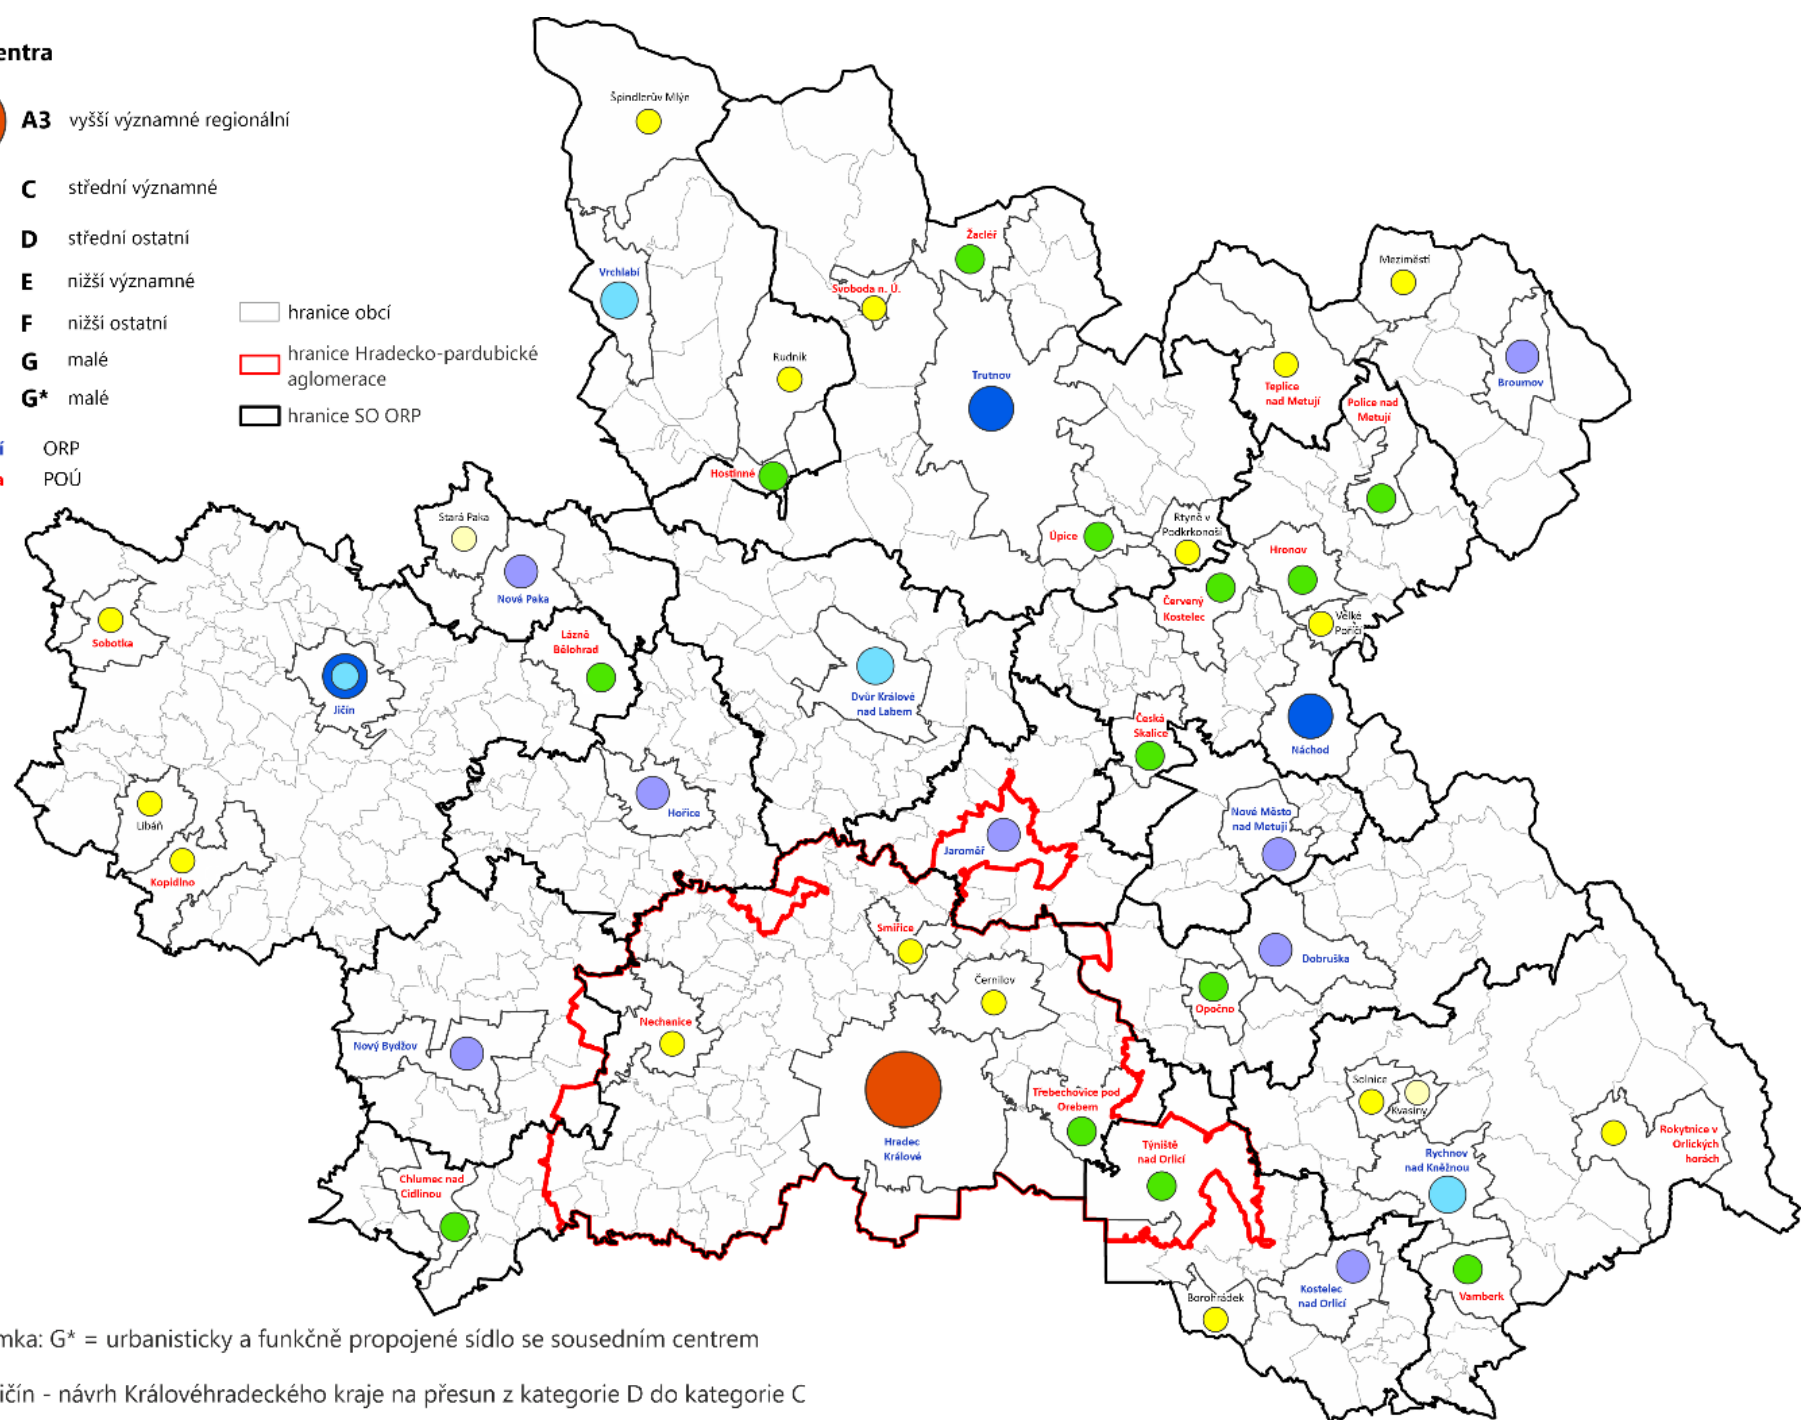 entra
A3 vyšší významné regionální
C střední významné
D střední ostatní
E nižší významné
F nižší ostatní
G malé
G* malé
í ORP
POÚ
hranice obcí
hranice Hradecko-pardubické
aglomerace
hranice SO ORP
Špindlerův Mlýn
Žacléř
Meziměstí
Vrchlabí
Svoboda n. Ú.
Rudník
Trutnov
Teplice
nad Metují
Broumov
Police nad
Metují
Hostinné
Stará Paka
Nová Paka
Úpice
Rtyně v
Podkrkonoší
Hronov
Červený
Kostelec
Velké
Poříčí
Sobotka
Lázně
Bělohrad
Jičín
Dvůr Králové
nad Labem
Česká
Skalice
Náchod
Libáň
Hořice
Nové Město
nad Metují
Jaroměř
Kopidlno
Smiřice
Dobruška
Černilov
Opočno
Nechanice
Nový Bydžov
Solnice
Kvasiny
Třebechovice pod
Orebem
Rokytnice v
Orlických
horách
Hradec
Králové
Týniště
nad Orlicí
Rychnov
nad Kněžnou
Chlumec nad
Cidlinou
Kostelec
nad Orlicí
Vamberk
Borohrádek
mka: G* = urbanisticky a funkčně propojené sídlo se sousedním centrem
ičín - návrh Královéhradeckého kraje na přesun z kategorie D do kategorie C